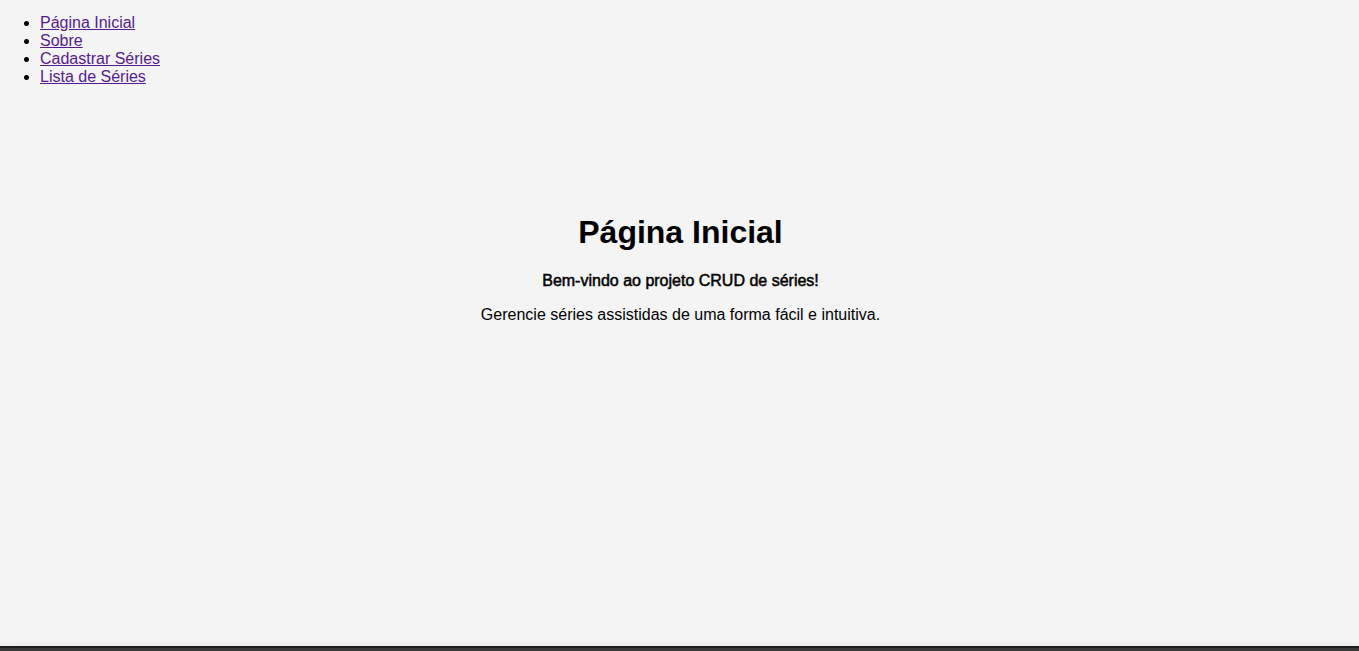 Página Inicial
Sobre
Cadastrar Séries
Lista de Séries
Página Inicial
Bem-vindo ao projeto CRUD de séries!
Gerencie séries assistidas de uma forma fácil e intuitiva.